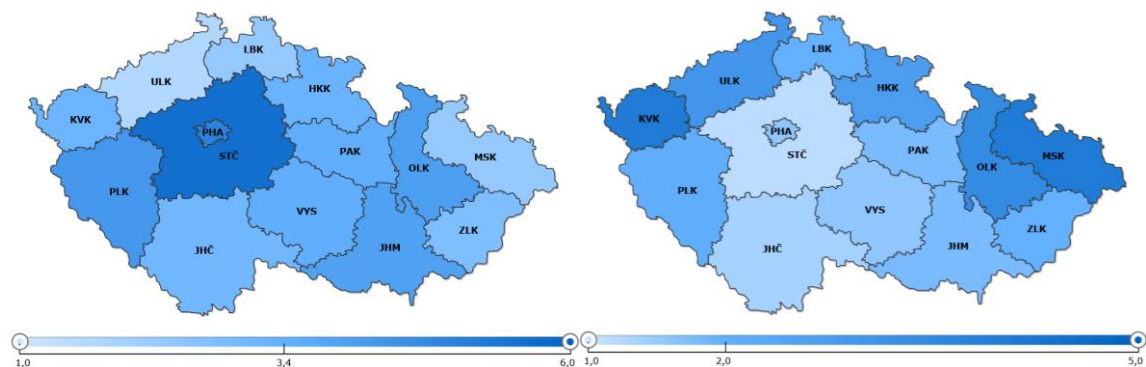 LBK
ULK
HKK
KVK
PHA
STČ
PAK
MSK
OLK
PLK
VYS
ZLK
JHČ
JHM
1,0
3,4
6,0
LBK
ULK
HKK
KVK
PHA
STČ
PAK
MSK
OLK
PLK
VYS
ZLK
JHČ
JHM
1,0
2,0
5,0